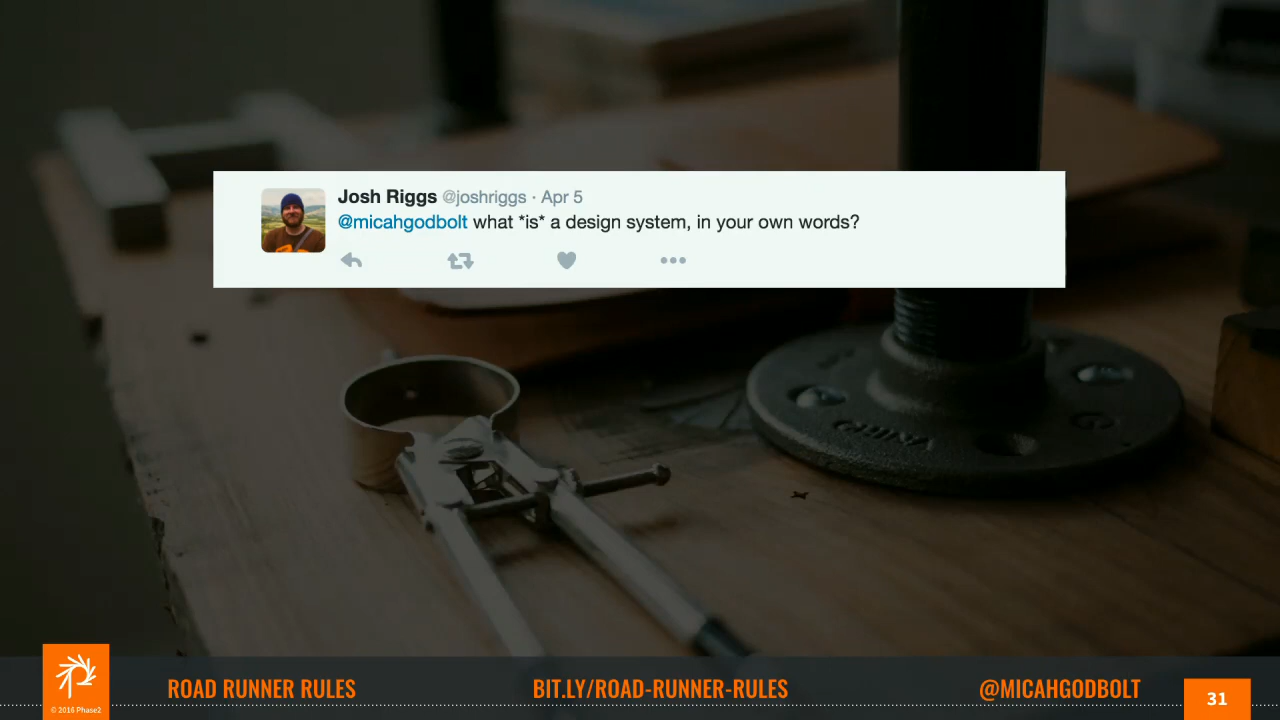 Josh Riggs @joshriggs · Apr 5
@micahgodbolt what *is* a design system, in your own words?
CHINA
ROAD RUNNER RULES
BIT.LY/ROAD-RUNNER-RULES
@MICAHGODBOLT
31
© 2016 Phase2